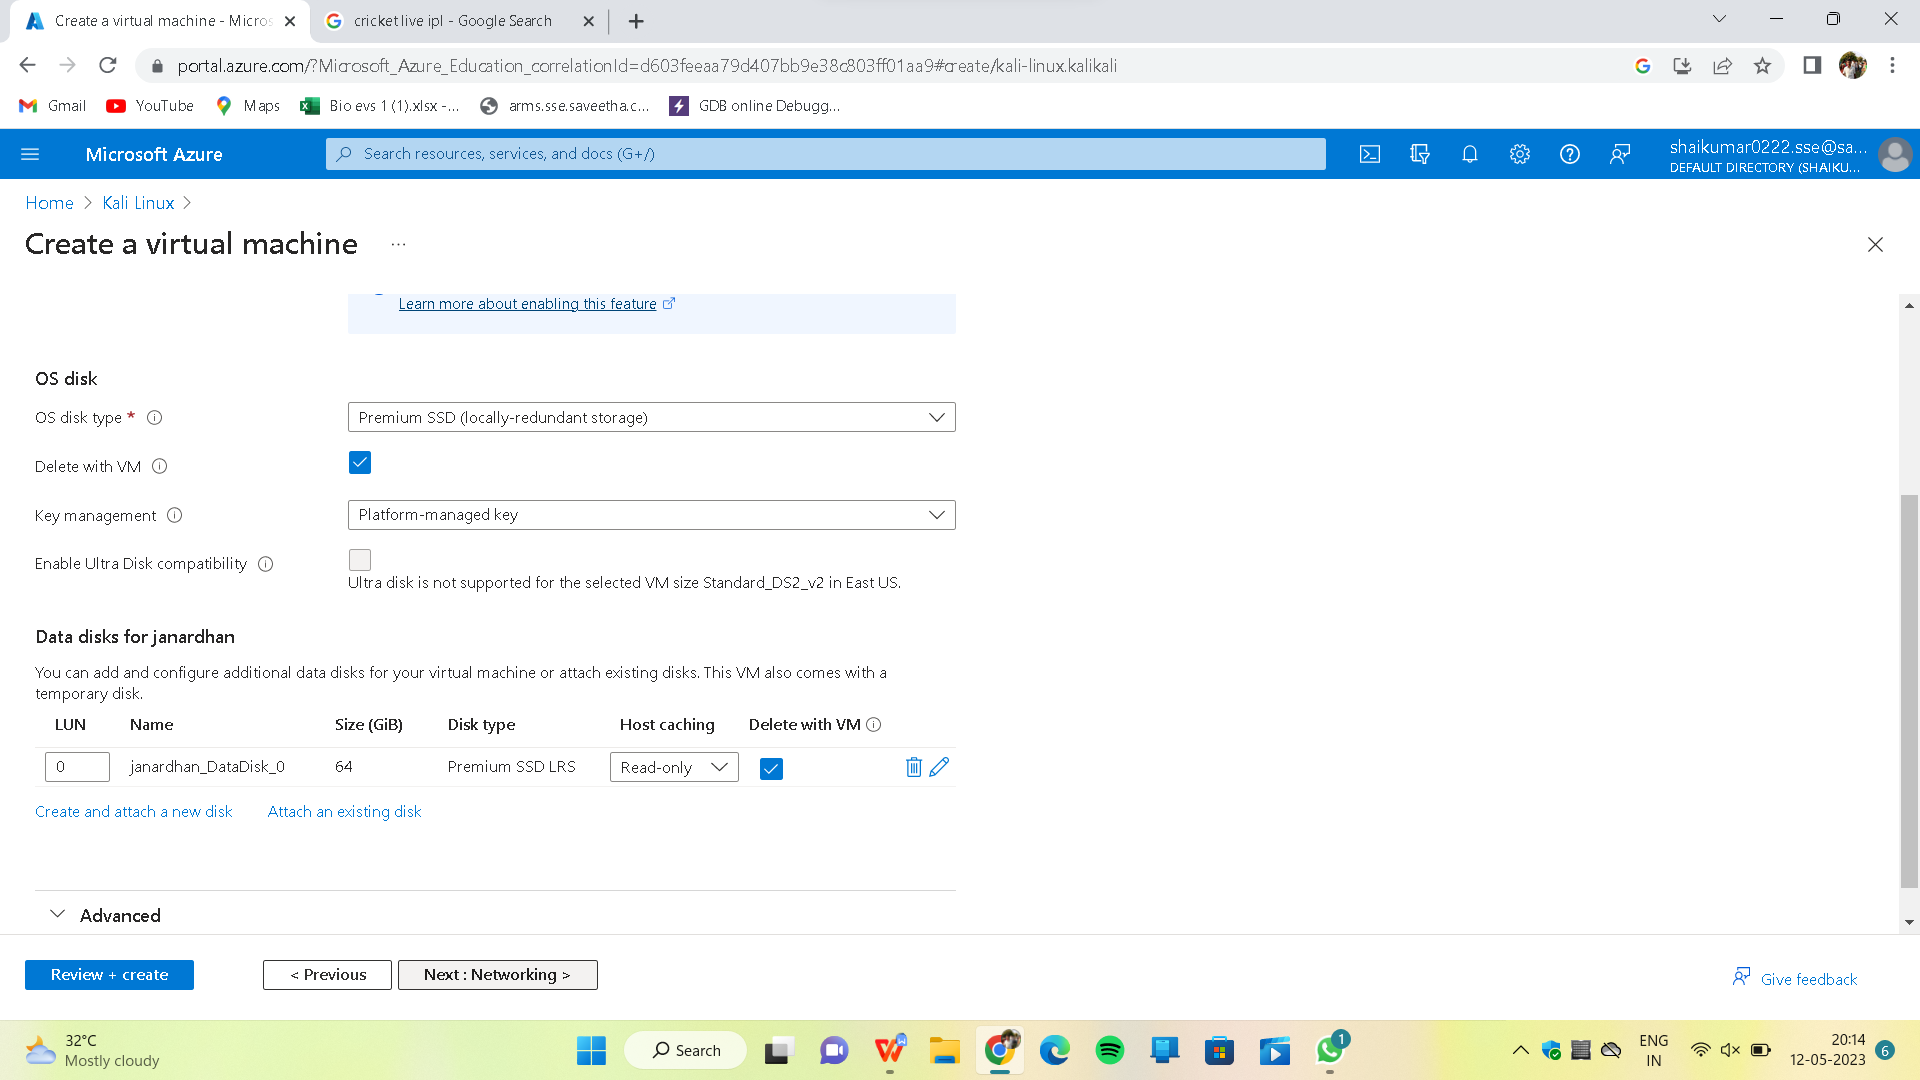 Create a virtual machine - Micros
cricket live ipl - Google Search
portal.azure.com/?Microsoft_Azure_Education_correlationId=d603feeaa79d407bb9e38c803ff01aa9#create/kali-linux.kalikali
Gmail
YouTube
Maps
Bio evs 1 (1).xlsx -...
arms.sse.saveetha.c...
GDB online Debugg...
Microsoft Azure
Search resources, services, and docs (G+/)
shaikumar0222.sse@sa...
DEFAULT DIRECTORY (SHAIKU...
Home > Kali Linux >
Create a virtual machine ...
Learn more about enabling this feature
OS disk
OS disk type *
Premium SSD (locally-redundant storage)
Delete with VM
Key management
Platform-managed key
Enable Ultra Disk compatibility
Ultra disk is not supported for the selected VM size Standard_DS2_v2 in East US.
Data disks for janardhan
You can add and configure additional data disks for your virtual machine or attach existing disks. This VM also comes with a
temporary disk.
LUN Name Size (GiB) Disk type Host caching Delete with VM
0 janardhan_DataDisk_0 64 Premium SSD LRS Read-only
Create and attach a new disk Attach an existing disk
Advanced
Review + create
< Previous
Next : Networking >
Give feedback
32°C
Mostly cloudy
Search
1
ENG
IN
20:14
12-05-2023
6